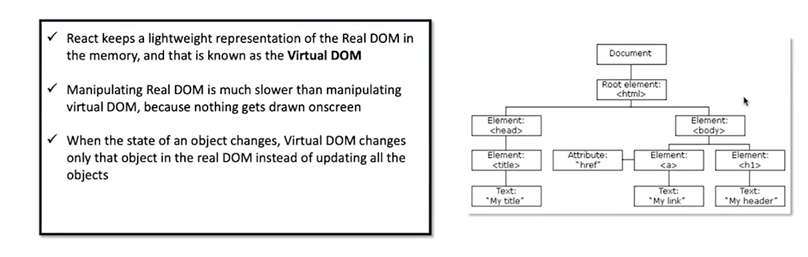 ✓ React keeps a lightweight representation of the Real DOM in
the memory, and that is known as the Virtual DOM
✓ Manipulating Real DOM is much slower than manipulating
virtual DOM, because nothing gets drawn onscreen
✓ When the state of an object changes, Virtual DOM changes
only that object in the real DOM instead of updating all the
objects
Document
Root element:
<html>
Element:
<head>
Element:
<body>
Element:
<title>
Attribute:
"href"
Element:
<a>
Element:
<h1>
Text:
"My title"
Text:
"My link"
Text:
"My header"